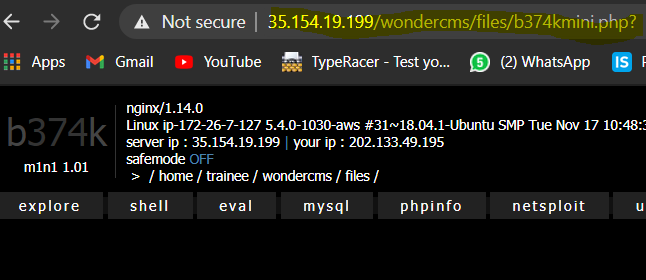 Not secure | 35.154.19.199/wondercms/files/b374kmini.php?
Apps Gmail YouTube TypeRacer - Test yo... 5 (2) WhatsApp IS
b374k
m1n1 1.01
nginx/1.14.0
Linux ip-172-26-7-127 5.4.0-1030-aws #31~18.04.1-Ubuntu SMP Tue Nov 17 10:48:3
server ip : 35.154.19.199 | your ip : 202.133.49.195
safemode OFF
> / home / trainee / wondercms / files /
explore shell eval mysql phpinfo netsploit u